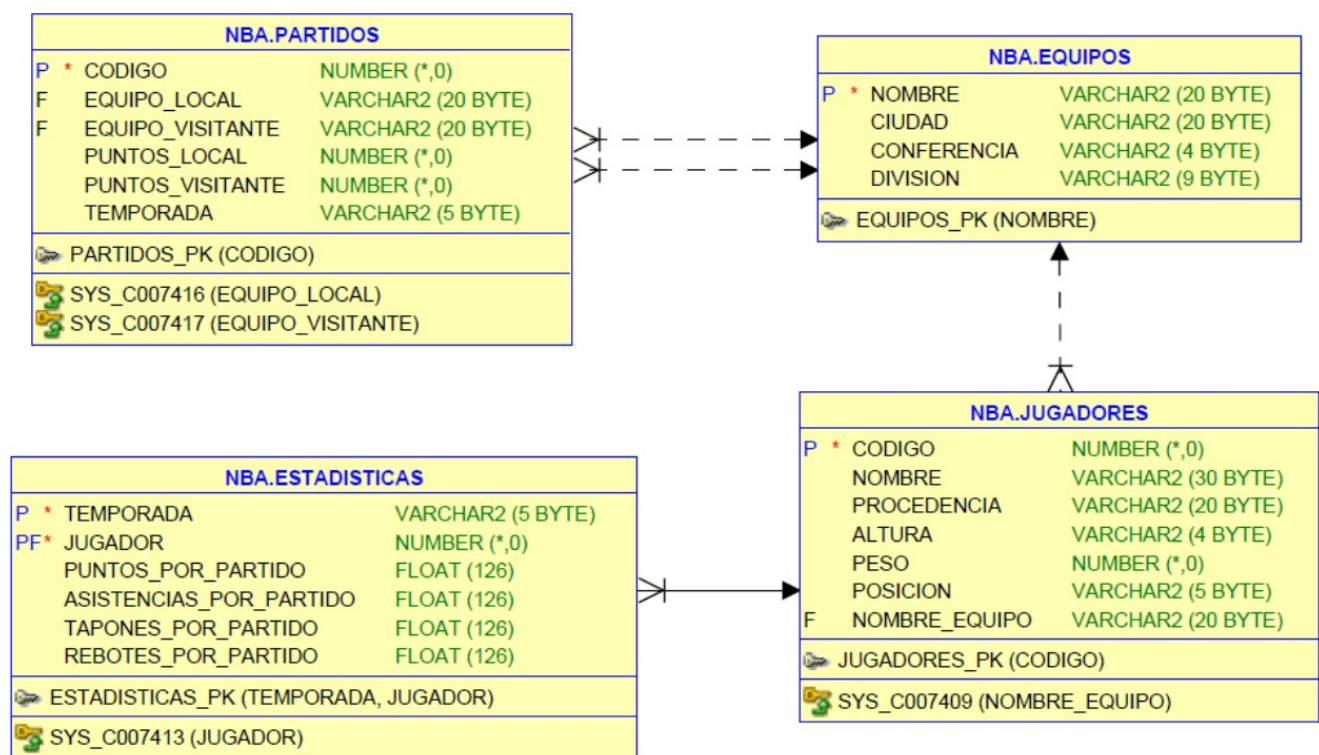 NBA.PARTIDOS
P * CODIGO NUMBER (*,0)
F EQUIPO_LOCAL VARCHAR2 (20 BYTE)
F EQUIPO_VISITANTE VARCHAR2 (20 BYTE)
PUNTOS_LOCAL NUMBER (*,0)
PUNTOS_VISITANTE NUMBER (*,0)
TEMPORADA VARCHAR2 (5 BYTE)
PARTIDOS_PK (CODIGO)
SYS_C007416 (EQUIPO_LOCAL)
SYS_C007417 (EQUIPO_VISITANTE)
NBA.EQUIPOS
P * NOMBRE VARCHAR2 (20 BYTE)
CIUDAD VARCHAR2 (20 BYTE)
CONFERENCIA VARCHAR2 (4 BYTE)
DIVISION VARCHAR2 (9 BYTE)
EQUIPOS_PK (NOMBRE)
NBA.ESTADISTICAS
P * TEMPORADA VARCHAR2 (5 BYTE)
PF* JUGADOR NUMBER (*,0)
PUNTOS_POR_PARTIDO FLOAT (126)
ASISTENCIAS_POR_PARTIDO FLOAT (126)
TAPONES_POR_PARTIDO FLOAT (126)
REBOTES_POR_PARTIDO FLOAT (126)
ESTADISTICAS_PK (TEMPORADA, JUGADOR)
SYS_C007413 (JUGADOR)
NBA.JUGADORES
P * CODIGO NUMBER (*,0)
NOMBRE VARCHAR2 (30 BYTE)
PROCEDENCIA VARCHAR2 (20 BYTE)
ALTURA VARCHAR2 (4 BYTE)
PESO NUMBER (*,0)
POSICION VARCHAR2 (5 BYTE)
F NOMBRE_EQUIPO VARCHAR2 (20 BYTE)
JUGADORES_PK (CODIGO)
SYS_C007409 (NOMBRE_EQUIPO)